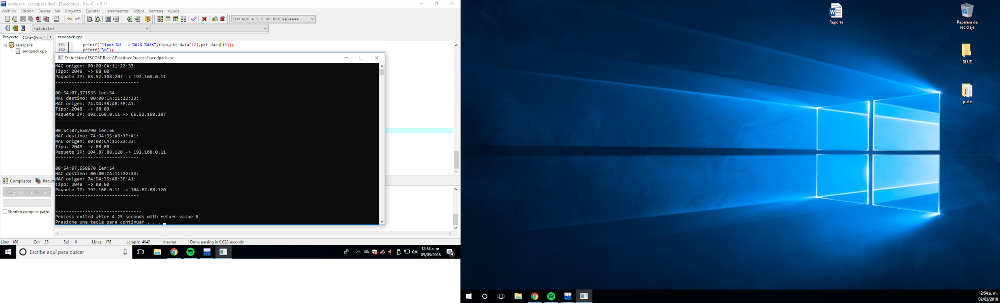 sendpack - [sendpack.dev] - [Executing] - Dev-C++ 5.11
Archivo Edición Buscar Ver Proyecto Ejecutar Herramientas AStyle Ventana Ayuda
TDM-GCC 4.9.2 32-bit Release
(globals)
Proyecto Clases(Fun
sendpack
sendpack.cpp
sendpack.cpp
151 printf("Tipo: %d  -> %02X %02X",tipo,pkt_data[12],pkt_data[13]);
152 printf("\n");
D:\Archivos\ESCOM\Redes\Practicas\Practica1\sendpack.exe
MAC origen: 00:00:CA:11:22:33:
Tipo: 2048  -> 08 00
Paquete IP: 65.52.108.207 -> 192.168.0.11
-------------------------------
00:54:07,371535 len:54
MAC destino: 00:00:CA:11:22:33:
MAC origen: 74:D4:35:AB:3F:A1:
Tipo: 2048  -> 08 00
Paquete IP: 192.168.0.11 -> 65.52.108.207
-------------------------------
00:54:07,558790 len:66
MAC destino: 74:D4:35:AB:3F:A1:
MAC origen: 00:00:CA:11:22:33:
Tipo: 2048  -> 08 00
Paquete IP: 104.87.88.120 -> 192.168.0.11
-------------------------------
00:54:07,558870 len:54
MAC destino: 00:00:CA:11:22:33:
MAC origen: 74:D4:35:AB:3F:A1:
Tipo: 2048  -> 08 00
Paquete IP: 192.168.0.11 -> 104.87.88.120
-------------------------------
--------------------------------
Process exited after 4.25 seconds with return value 0
Presione una tecla para continuar . . .
Compilador Recurs
Cancelar Compilación
Shorten compiler paths
Line: 168 Col: 25 Sel: 0 Lines: 176 Length: 4842 Insertar Done parsing in 0.032 seconds
Escribe aquí para buscar
DEV
12:54 a. m.
09/03/2018
4
Reporte
Papelera de
reciclaje
BLUE
plate
DEV
12:54 a. m.
09/03/2018